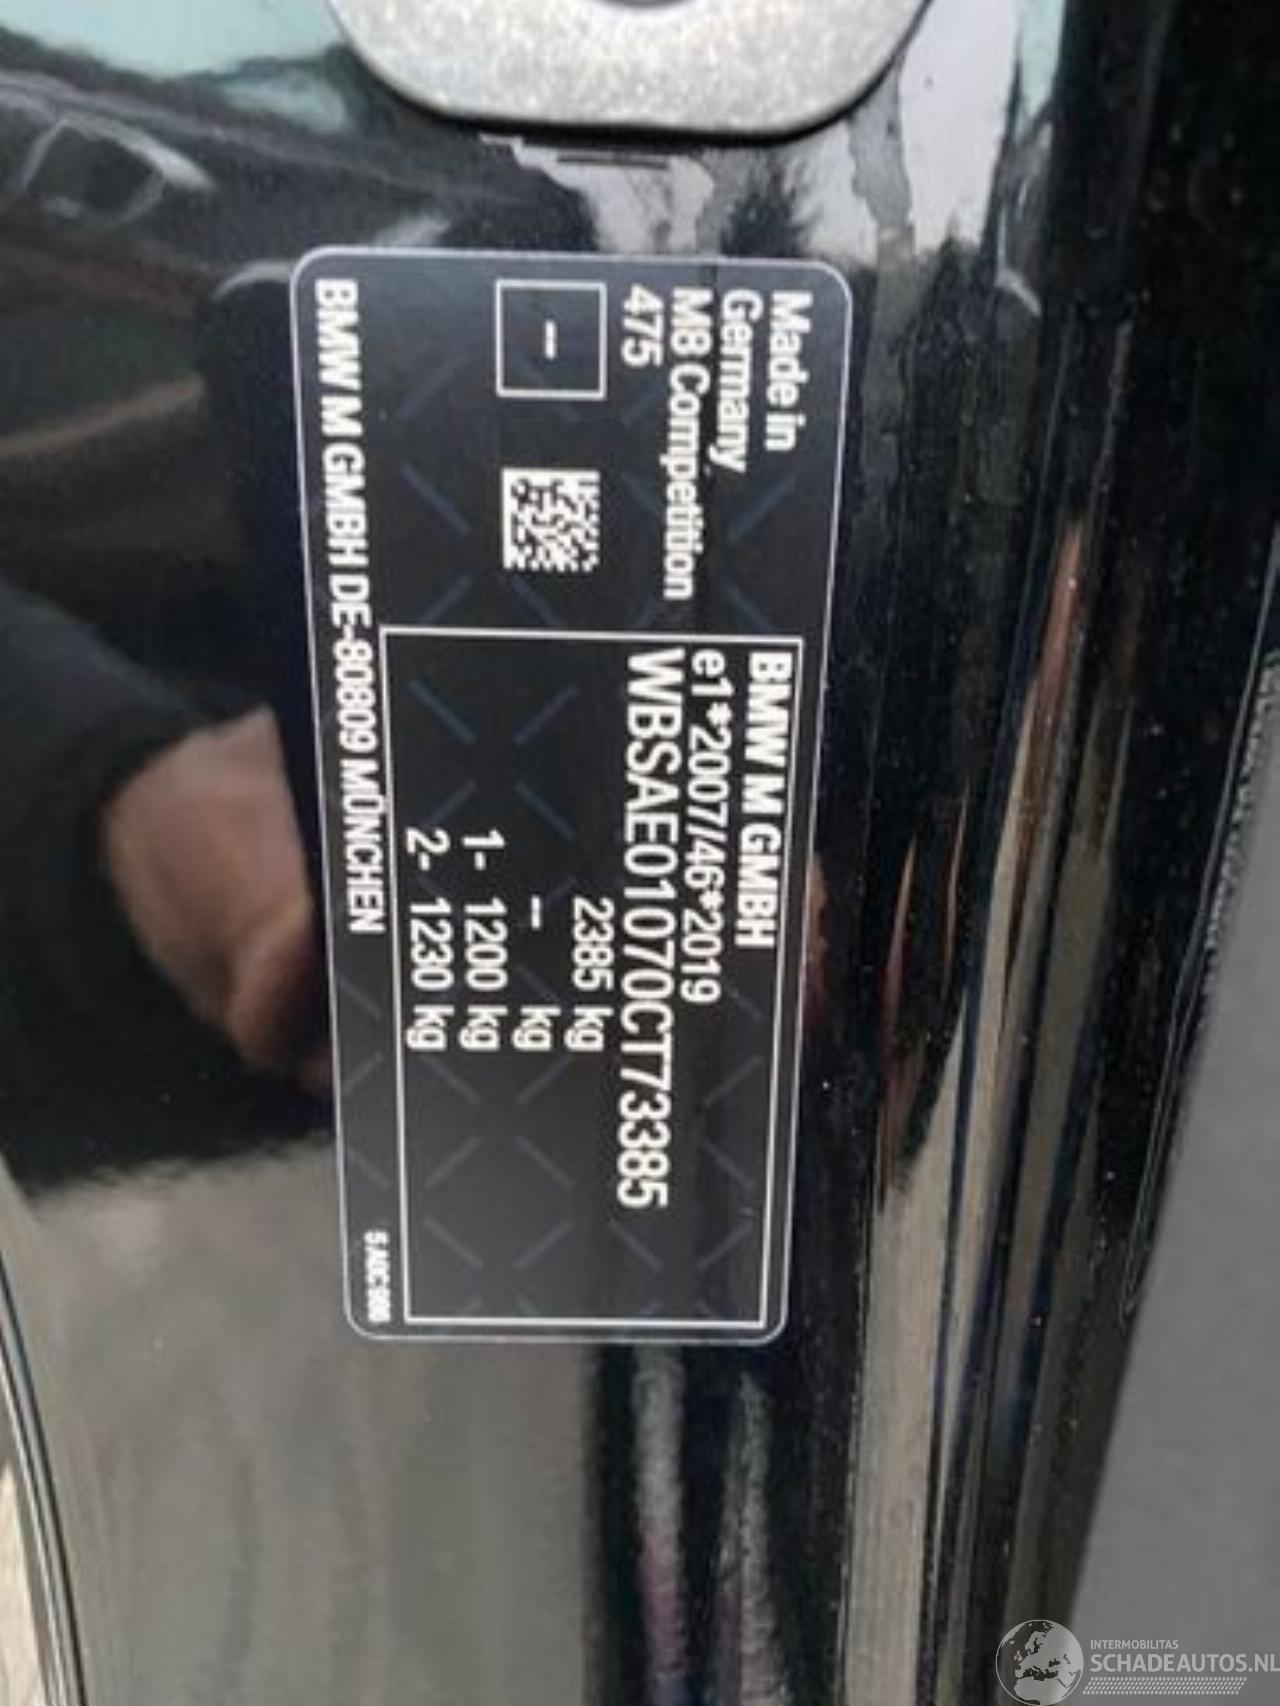 Made in
Germany
M8 Competition
475
--
BMW M GMBH
e1*2007/46*2019
WBSAE01070CT73385
2385 kg
-- kg
1- 1200 kg
2- 1230 kg
BMW M GMBH DE-80809 MÜNCHEN
INTERMOBILITAS
SCHADEAUTOS.NL